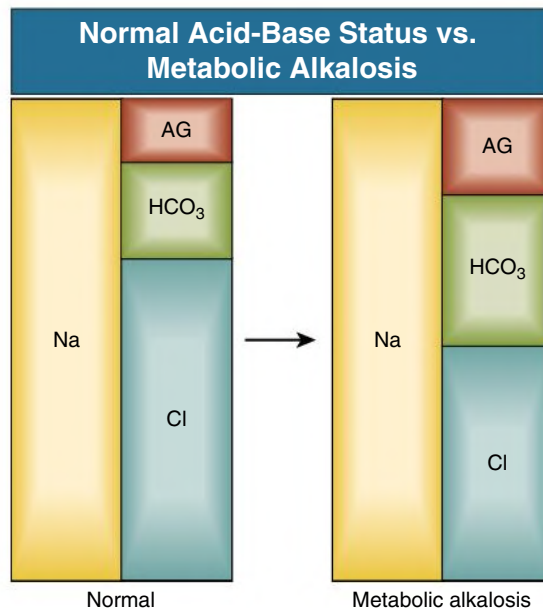 Normal Acid-Base Status vs.
Metabolic Alkalosis
AG
HCO₃
Na
Cl
Normal
AG
HCO₃
Na
Cl
Metabolic alkalosis